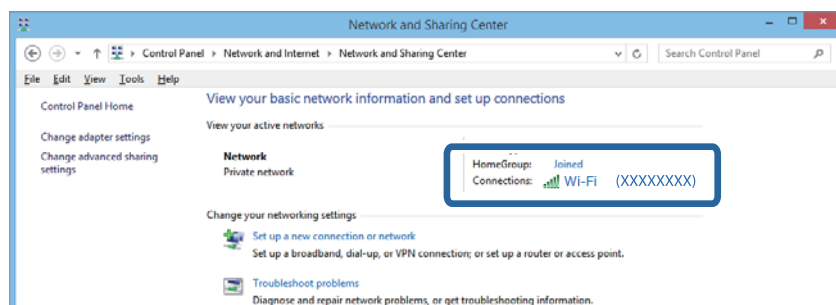 Network and Sharing Center
Control Panel Network and Internet Network and Sharing Center Search Control Panel
File Edit View Tools Help
Control Panel Home
Change adapter settings
Change advanced sharing
settings
View your basic network information and set up connections
View your active networks
Network
Private network
HomeGroup: Joined
Connections: Wi-Fi (XXXXXXXX)
Change your networking settings
Set up a new connection or network
Set up a broadband, dial-up, or VPN connection; or set up a router or access point.
Troubleshoot problems
Diagnose and repair network problems, or get troubleshooting information.